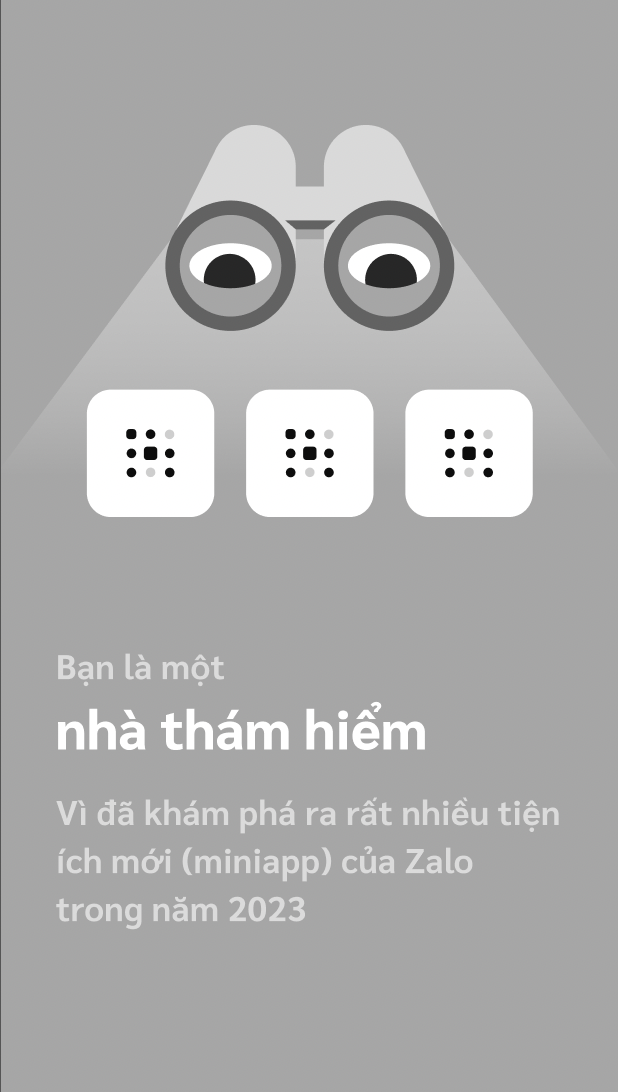 Bạn là một
nhà thám hiểm
Vì đã khám phá ra rất nhiều tiện
ích mới (miniapp) của Zalo
trong năm 2023